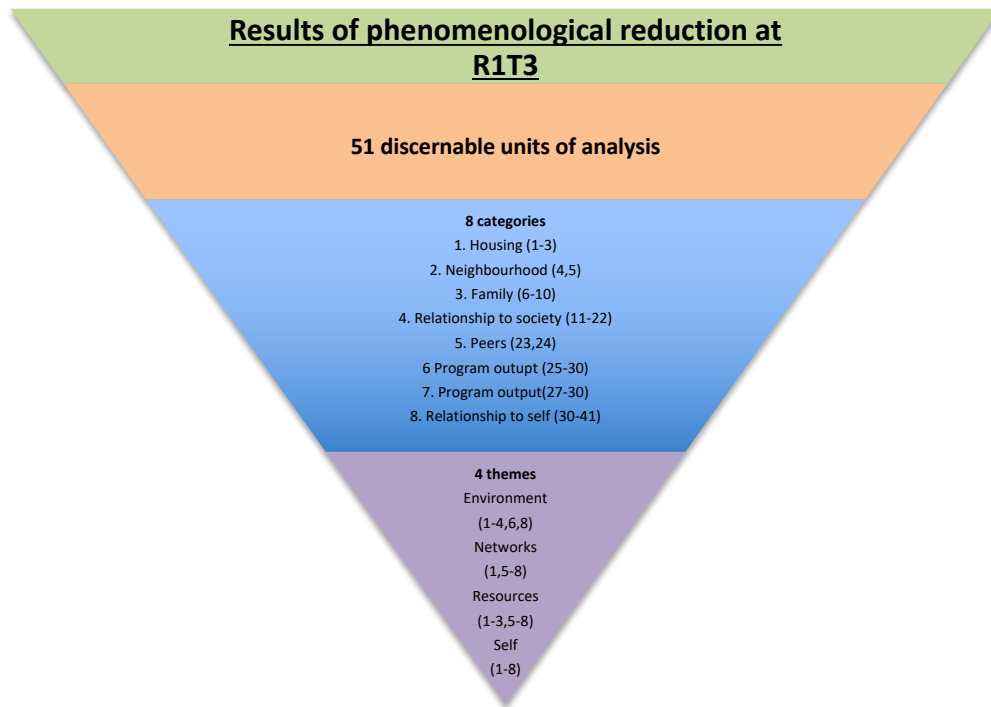 Results of phenomenological reduction at
R1T3
51 discernable units of analysis
8 categories
1. Housing (1-3)
2. Neighbourhood (4,5)
3. Family (6-10)
4. Relationship to society (11-22)
5. Peers (23,24)
6 Program outupt (25-30)
7. Program output(27-30)
8. Relationship to self (30-41)
4 themes
Environment
(1-4,6,8)
Networks
(1,5-8)
Resources
(1-3,5-8)
Self
(1-8)